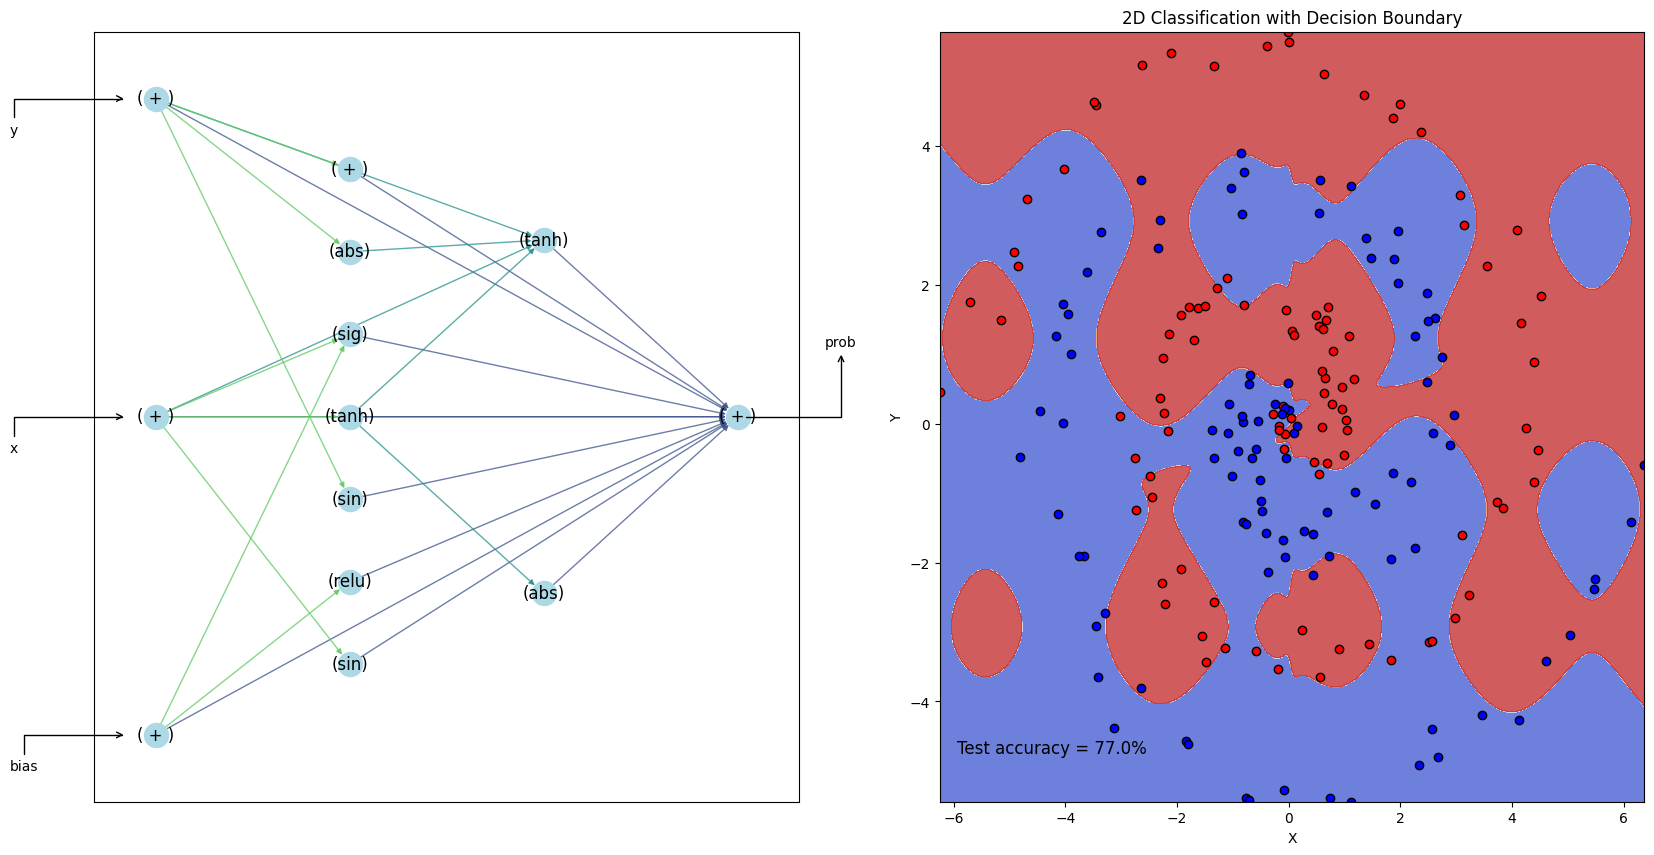 2D Classification with Decision Boundary
( + )
y
( + )
(abs)
(tanh)
(sig)
prob
( + )
(tanh)
( + )
x
(sin)
(relu)
(abs)
(sin)
( + )
bias
4
2
0
−2
−4
Y
Test accuracy = 77.0%
−6 −4 −2 0 2 4 6
X